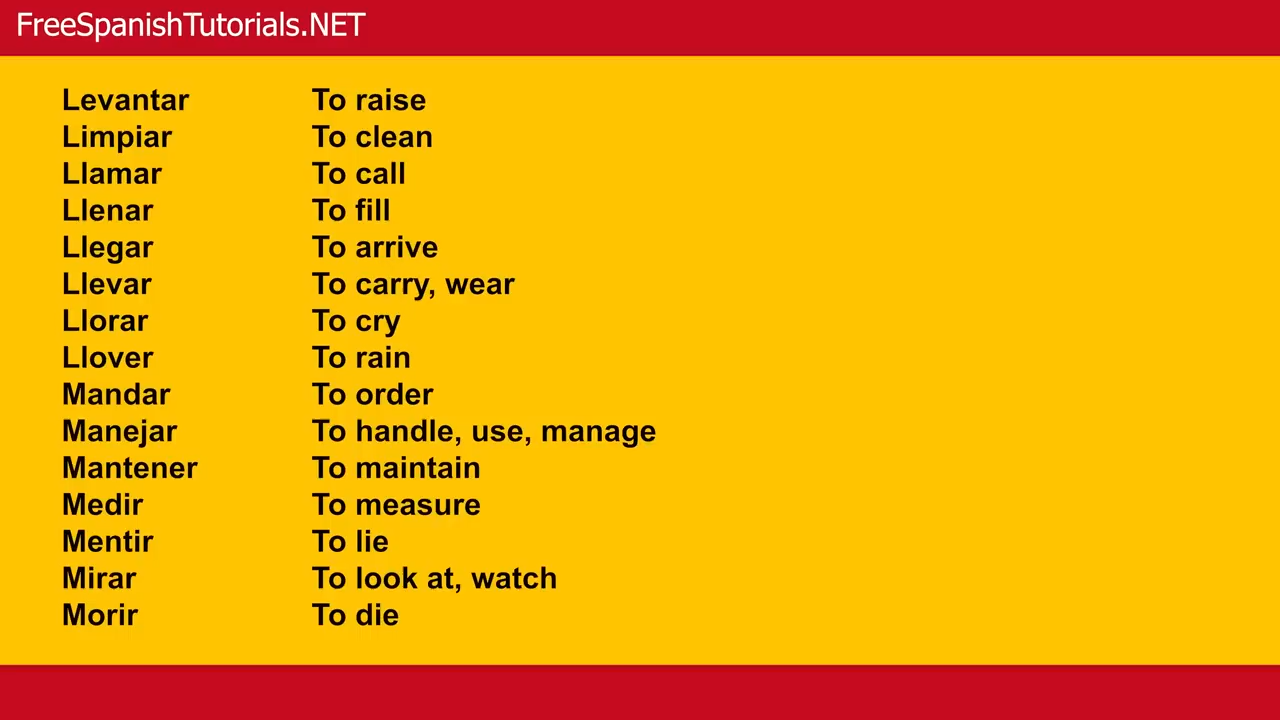 FreeSpanishTutorials.NET
Levantar To raise
Limpiar To clean
Llamar To call
Llenar To fill
Llegar To arrive
Llevar To carry, wear
Llorar To cry
Llover To rain
Mandar To order
Manejar To handle, use, manage
Mantener To maintain
Medir To measure
Mentir To lie
Mirar To look at, watch
Morir To die